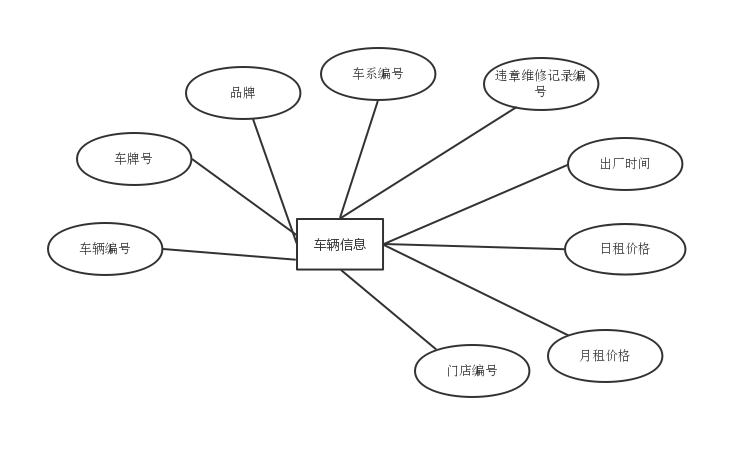 车系编号
违章维修记录编
号
品牌
车牌号
出厂时间
车辆编号
车辆信息
日租价格
月租价格
门店编号